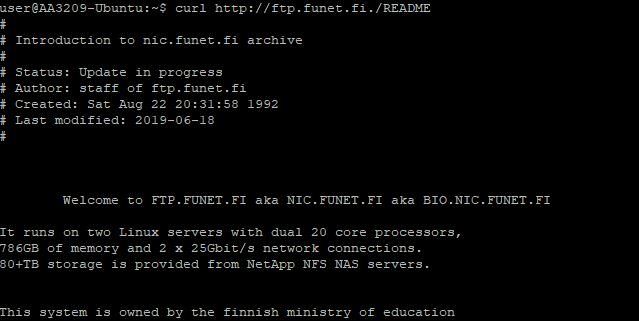 user@AA3209-Ubuntu:~$ curl http://ftp.funet.fi./README
#
# Introduction to nic.funet.fi archive
#
# Status: Update in progress
# Author: staff of ftp.funet.fi
# Created: Sat Aug 22 20:31:58 1992
# Last modified: 2019-06-18
#
Welcome to FTP.FUNET.FI aka NIC.FUNET.FI aka BIO.NIC.FUNET.FI
It runs on two Linux servers with dual 20 core processors,
786GB of memory and 2 x 25Gbit/s network connections.
80+TB storage is provided from NetApp NFS NAS servers.
This system is owned by the finnish ministry of education